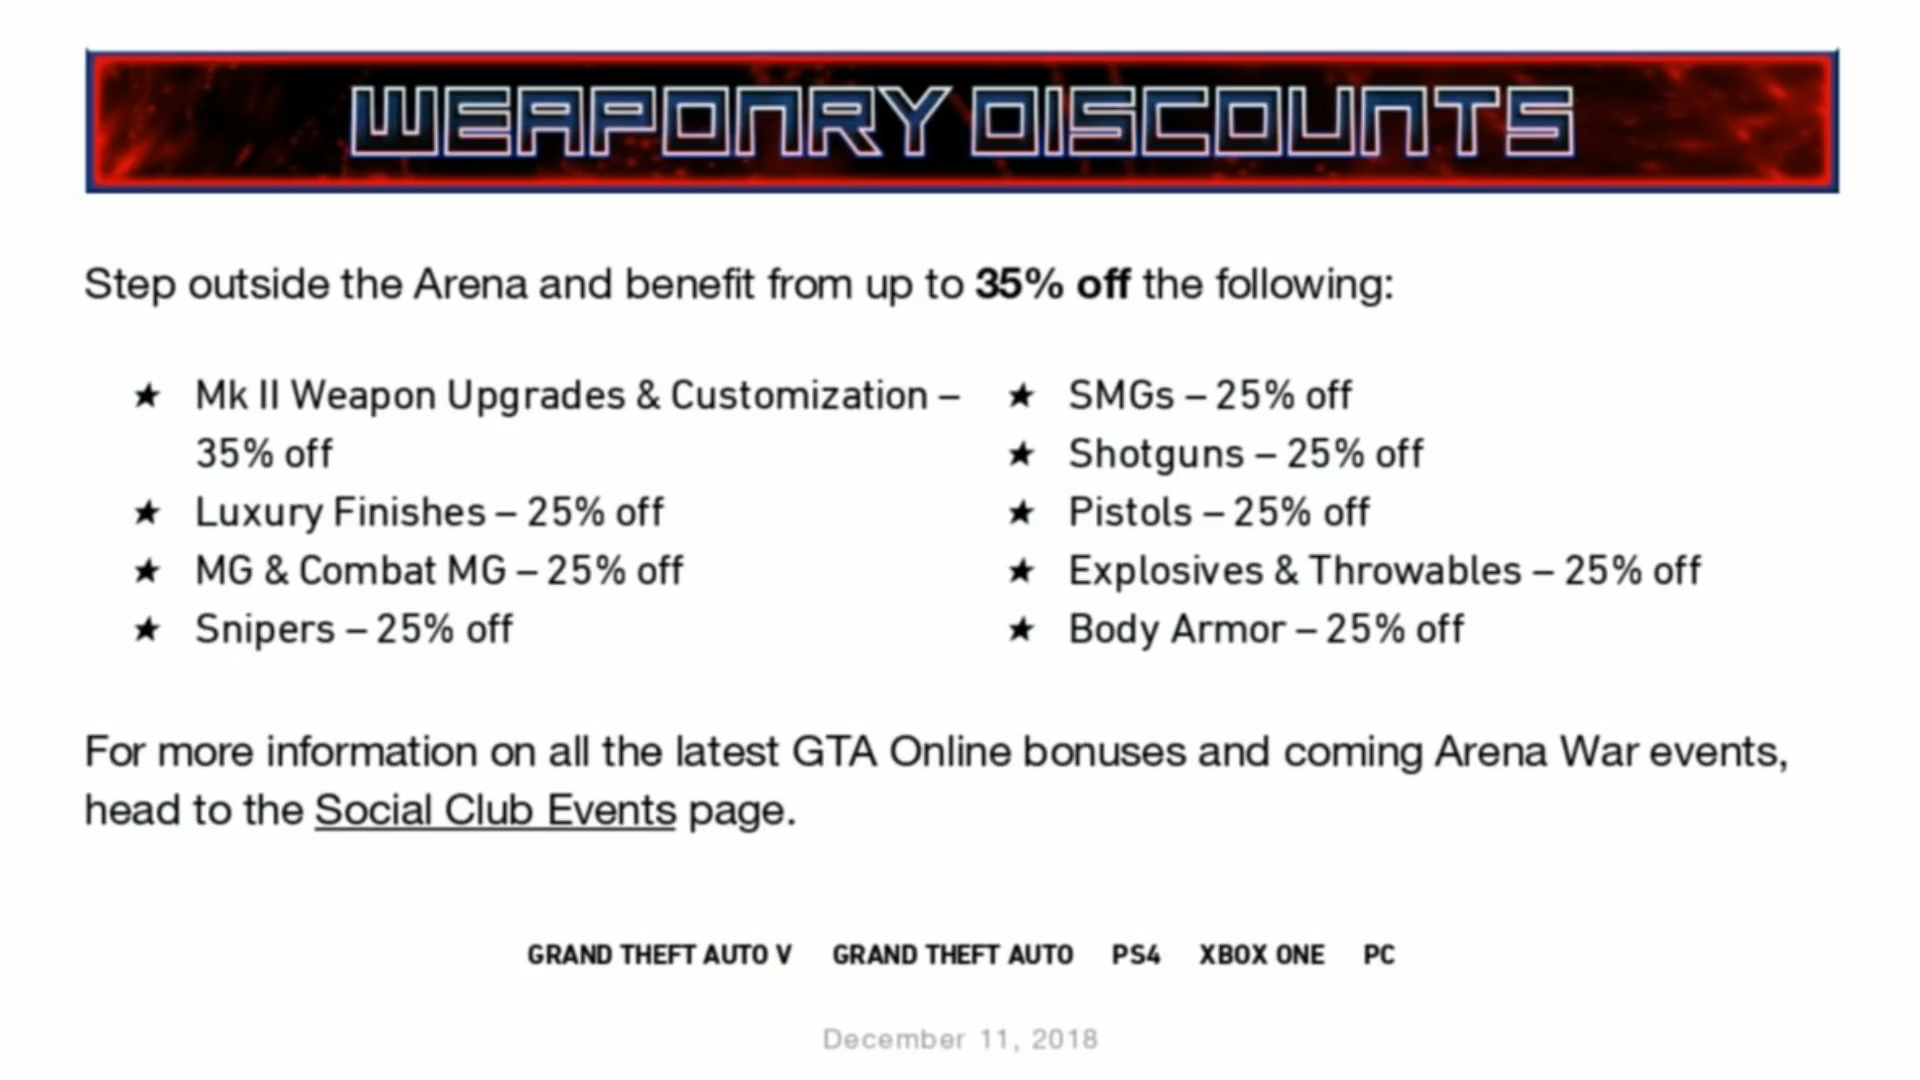 WEAPONRY DISCOUNTS
Step outside the Arena and benefit from up to 35% off the following:
★ Mk II Weapon Upgrades & Customization –
35% off
★ Luxury Finishes – 25% off
★ MG & Combat MG – 25% off
★ Snipers – 25% off
★ SMGs – 25% off
★ Shotguns – 25% off
★ Pistols – 25% off
★ Explosives & Throwables – 25% off
★ Body Armor – 25% off
For more information on all the latest GTA Online bonuses and coming Arena War events,
head to the Social Club Events page.
GRAND THEFT AUTO V GRAND THEFT AUTO PS4 XBOX ONE PC
December 11, 2018